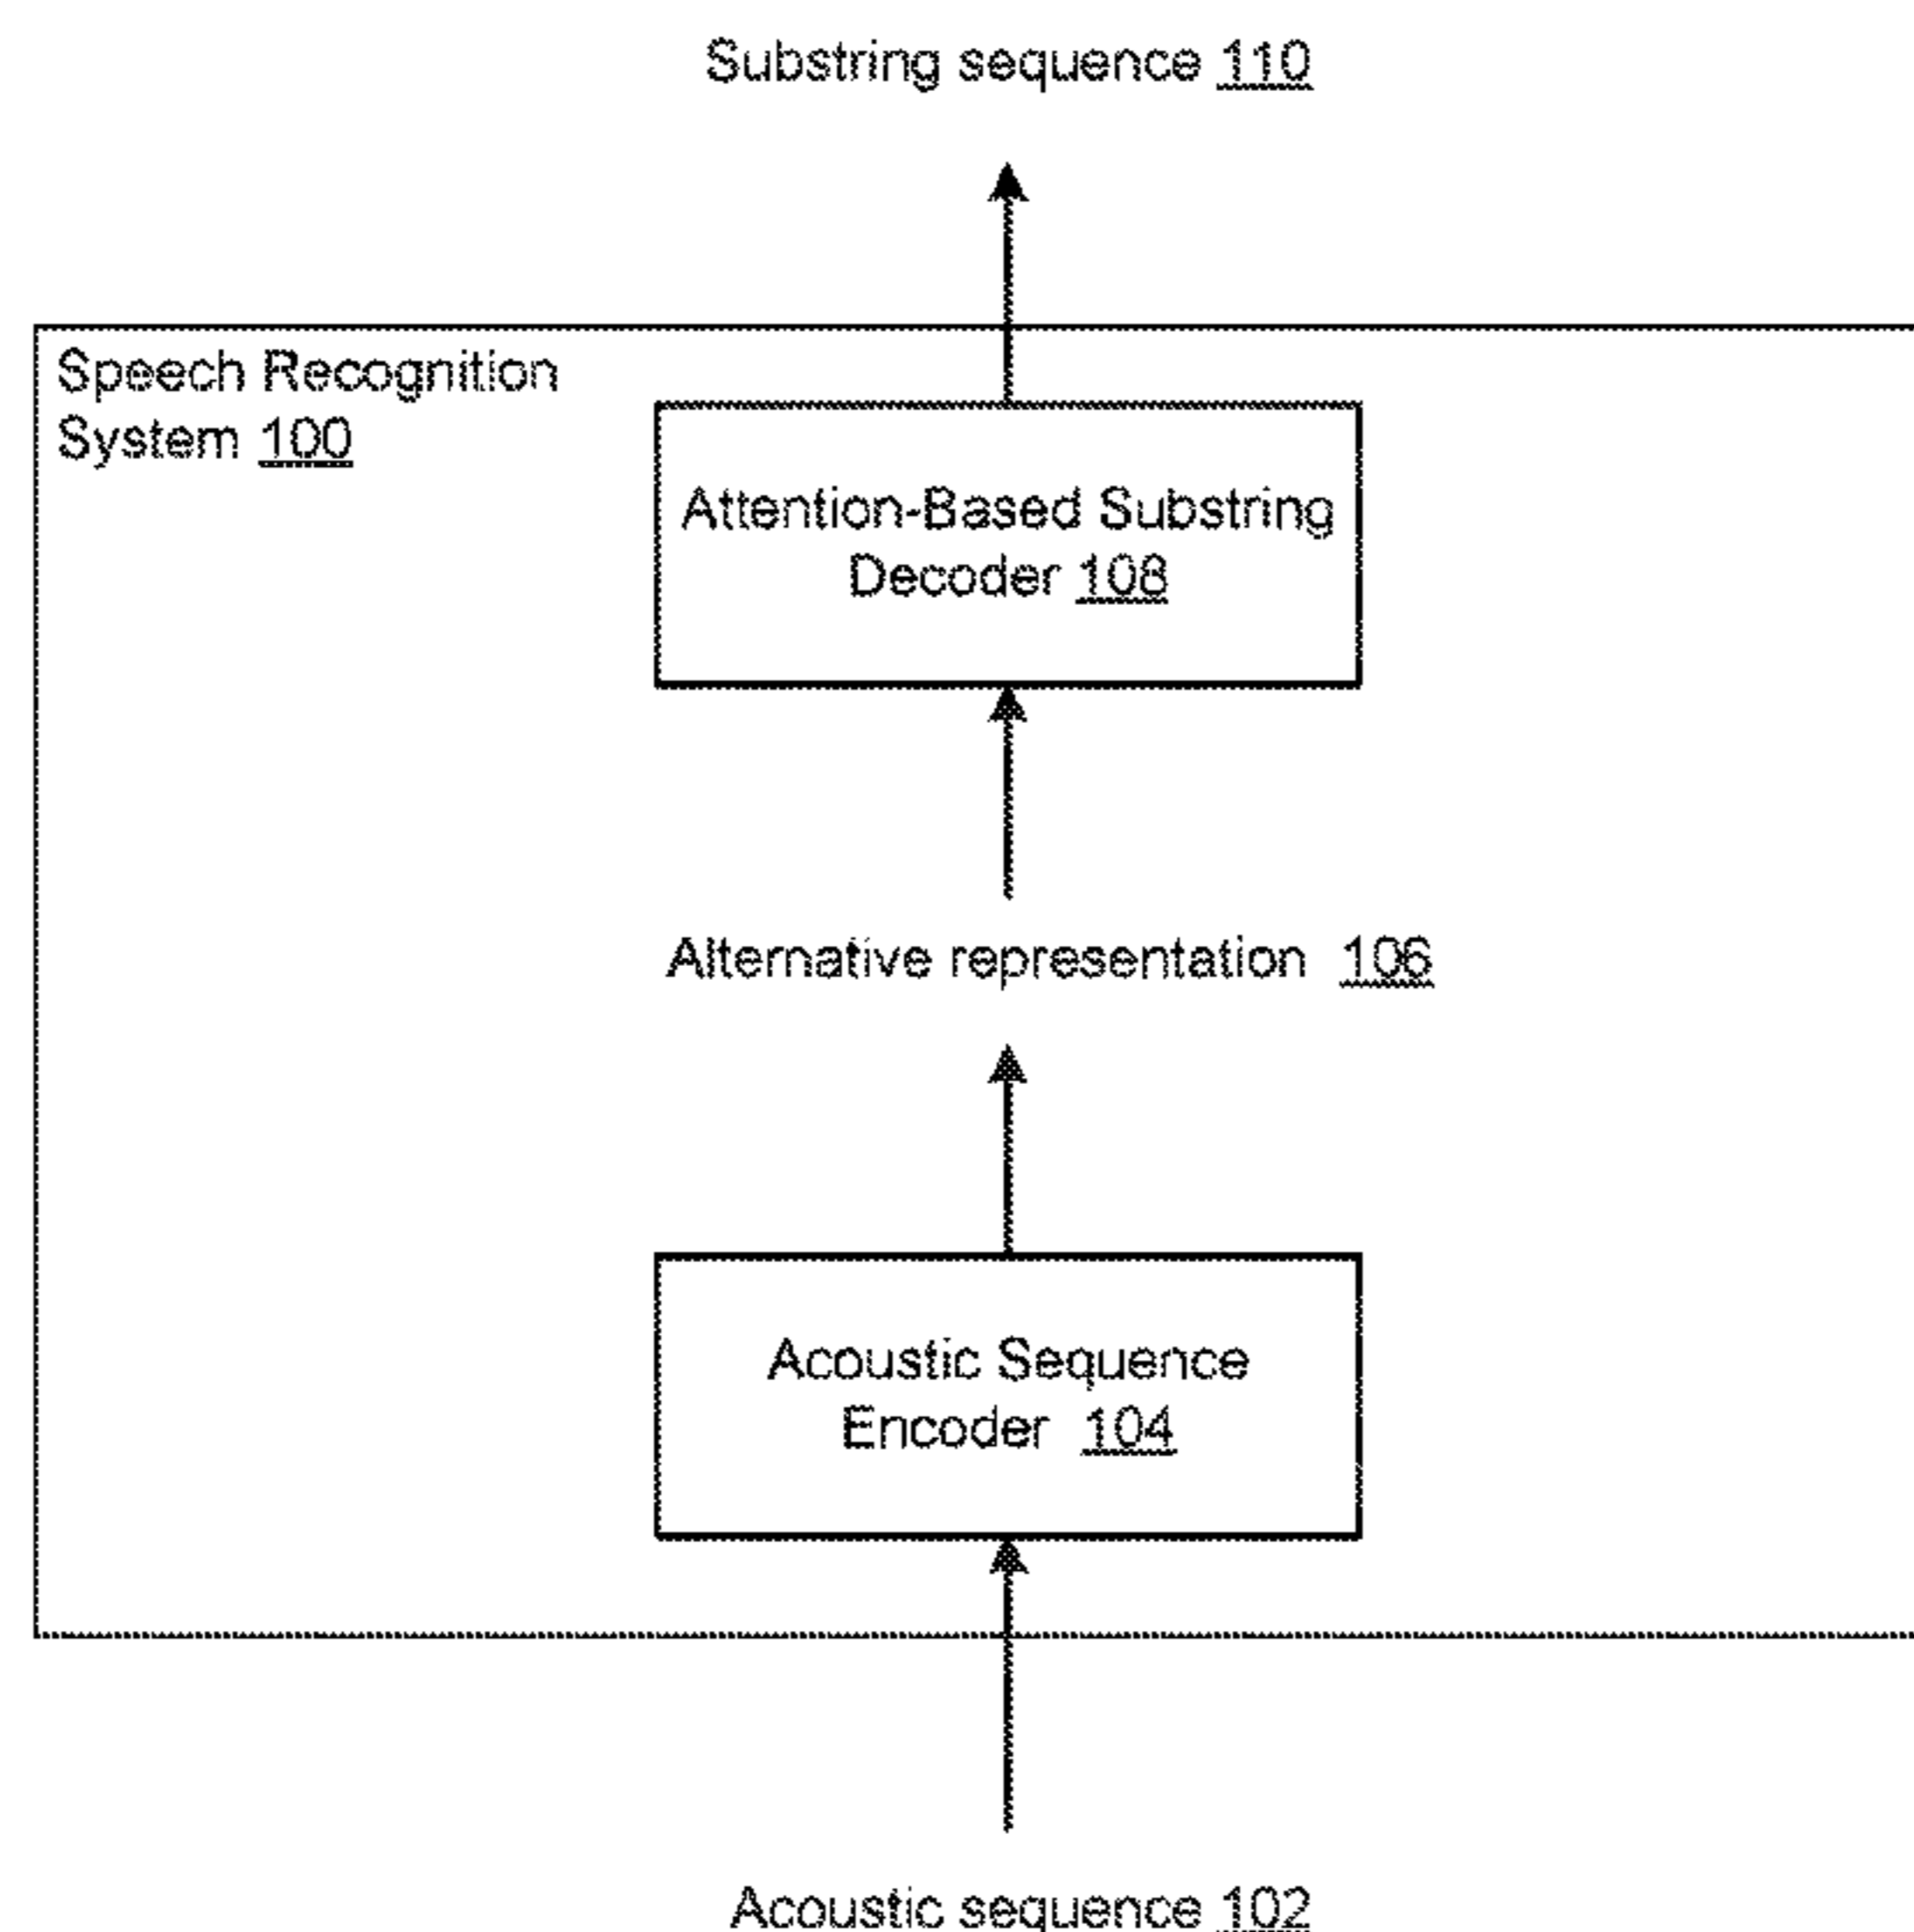 Substring sequence 110
Speech Recognition
System 100
Attention-Based Substring
Decoder 108
Alternative representation 106
Acoustic Sequence
Encoder 104
Acoustic sequence 102